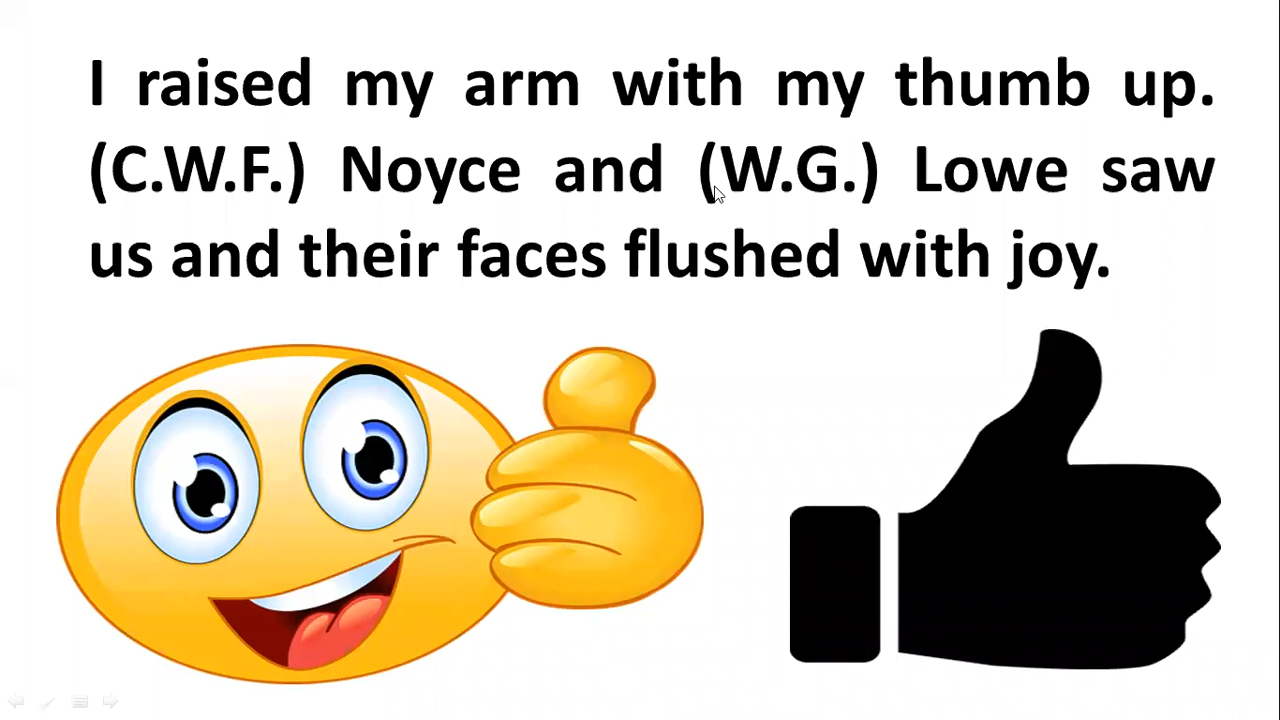 I raised my arm with my thumb up.
(C.W.F.) Noyce and (W.G.) Lowe saw
us and their faces flushed with joy.